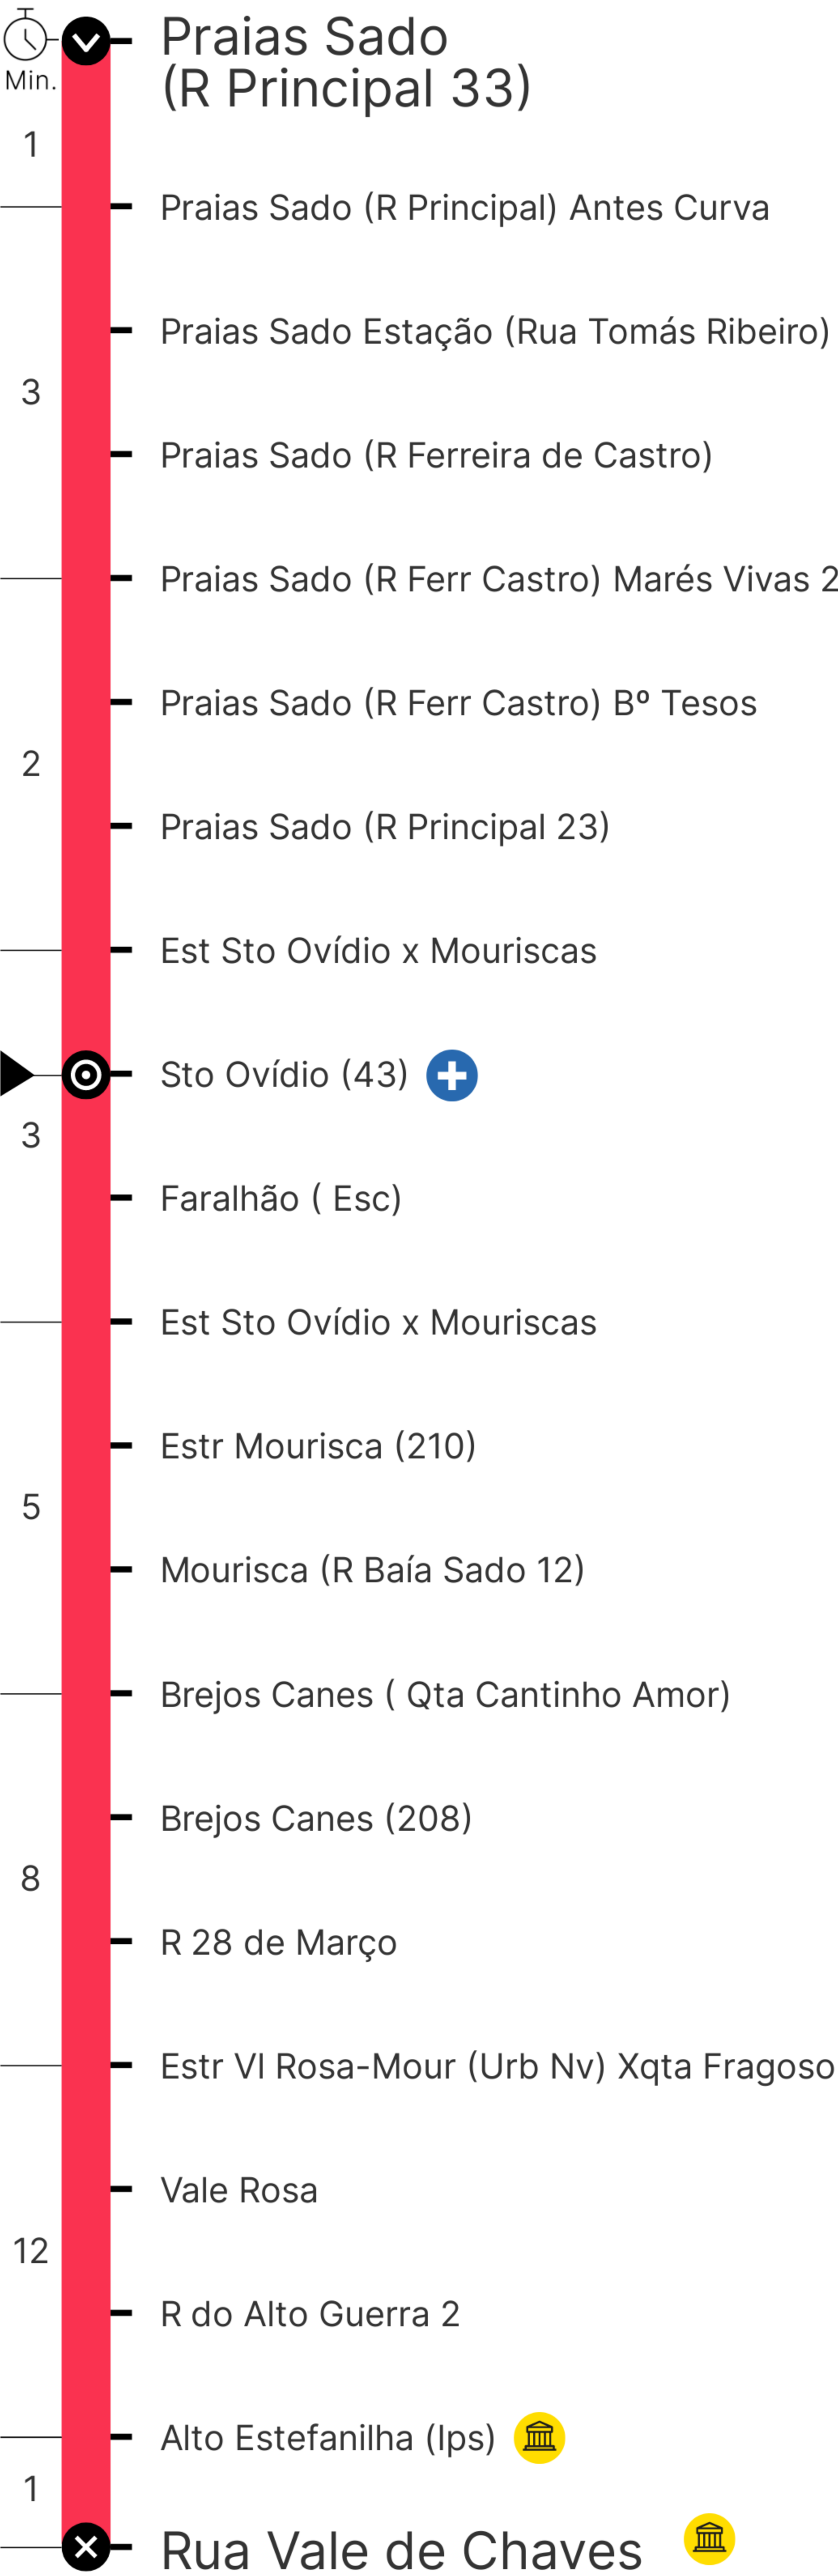 Praias Sado
(R Principal 33)
Min.
1
Praias Sado (R Principal) Antes Curva
Praias Sado Estação (Rua Tomás Ribeiro)
3
Praias Sado (R Ferreira de Castro)
Praias Sado (R Ferr Castro) Marés Vivas 2
Praias Sado (R Ferr Castro) Bº Tesos
2
Praias Sado (R Principal 23)
Est Sto Ovídio x Mouriscas
Sto Ovídio (43)
3
Faralhão ( Esc)
Est Sto Ovídio x Mouriscas
Estr Mourisca (210)
5
Mourisca (R Baía Sado 12)
Brejos Canes ( Qta Cantinho Amor)
Brejos Canes (208)
8
R 28 de Março
Estr Vl Rosa-Mour (Urb Nv) Xqta Fragoso
Vale Rosa
12
R do Alto Guerra 2
Alto Estefanilha (Ips)
1
Rua Vale de Chaves